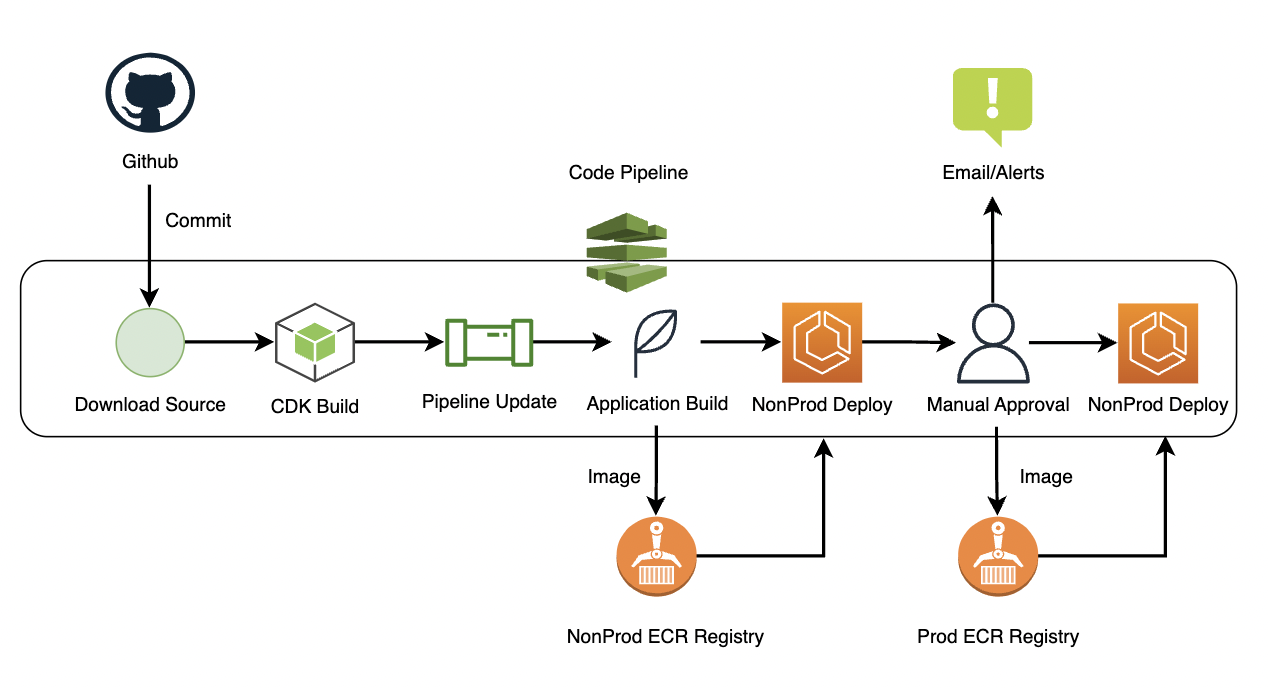 Github
Commit
Code Pipeline
Email/Alerts
Download Source
CDK Build
Pipeline Update
Application Build
NonProd Deploy
Manual Approval
NonProd Deploy
Image
Image
NonProd ECR Registry
Prod ECR Registry